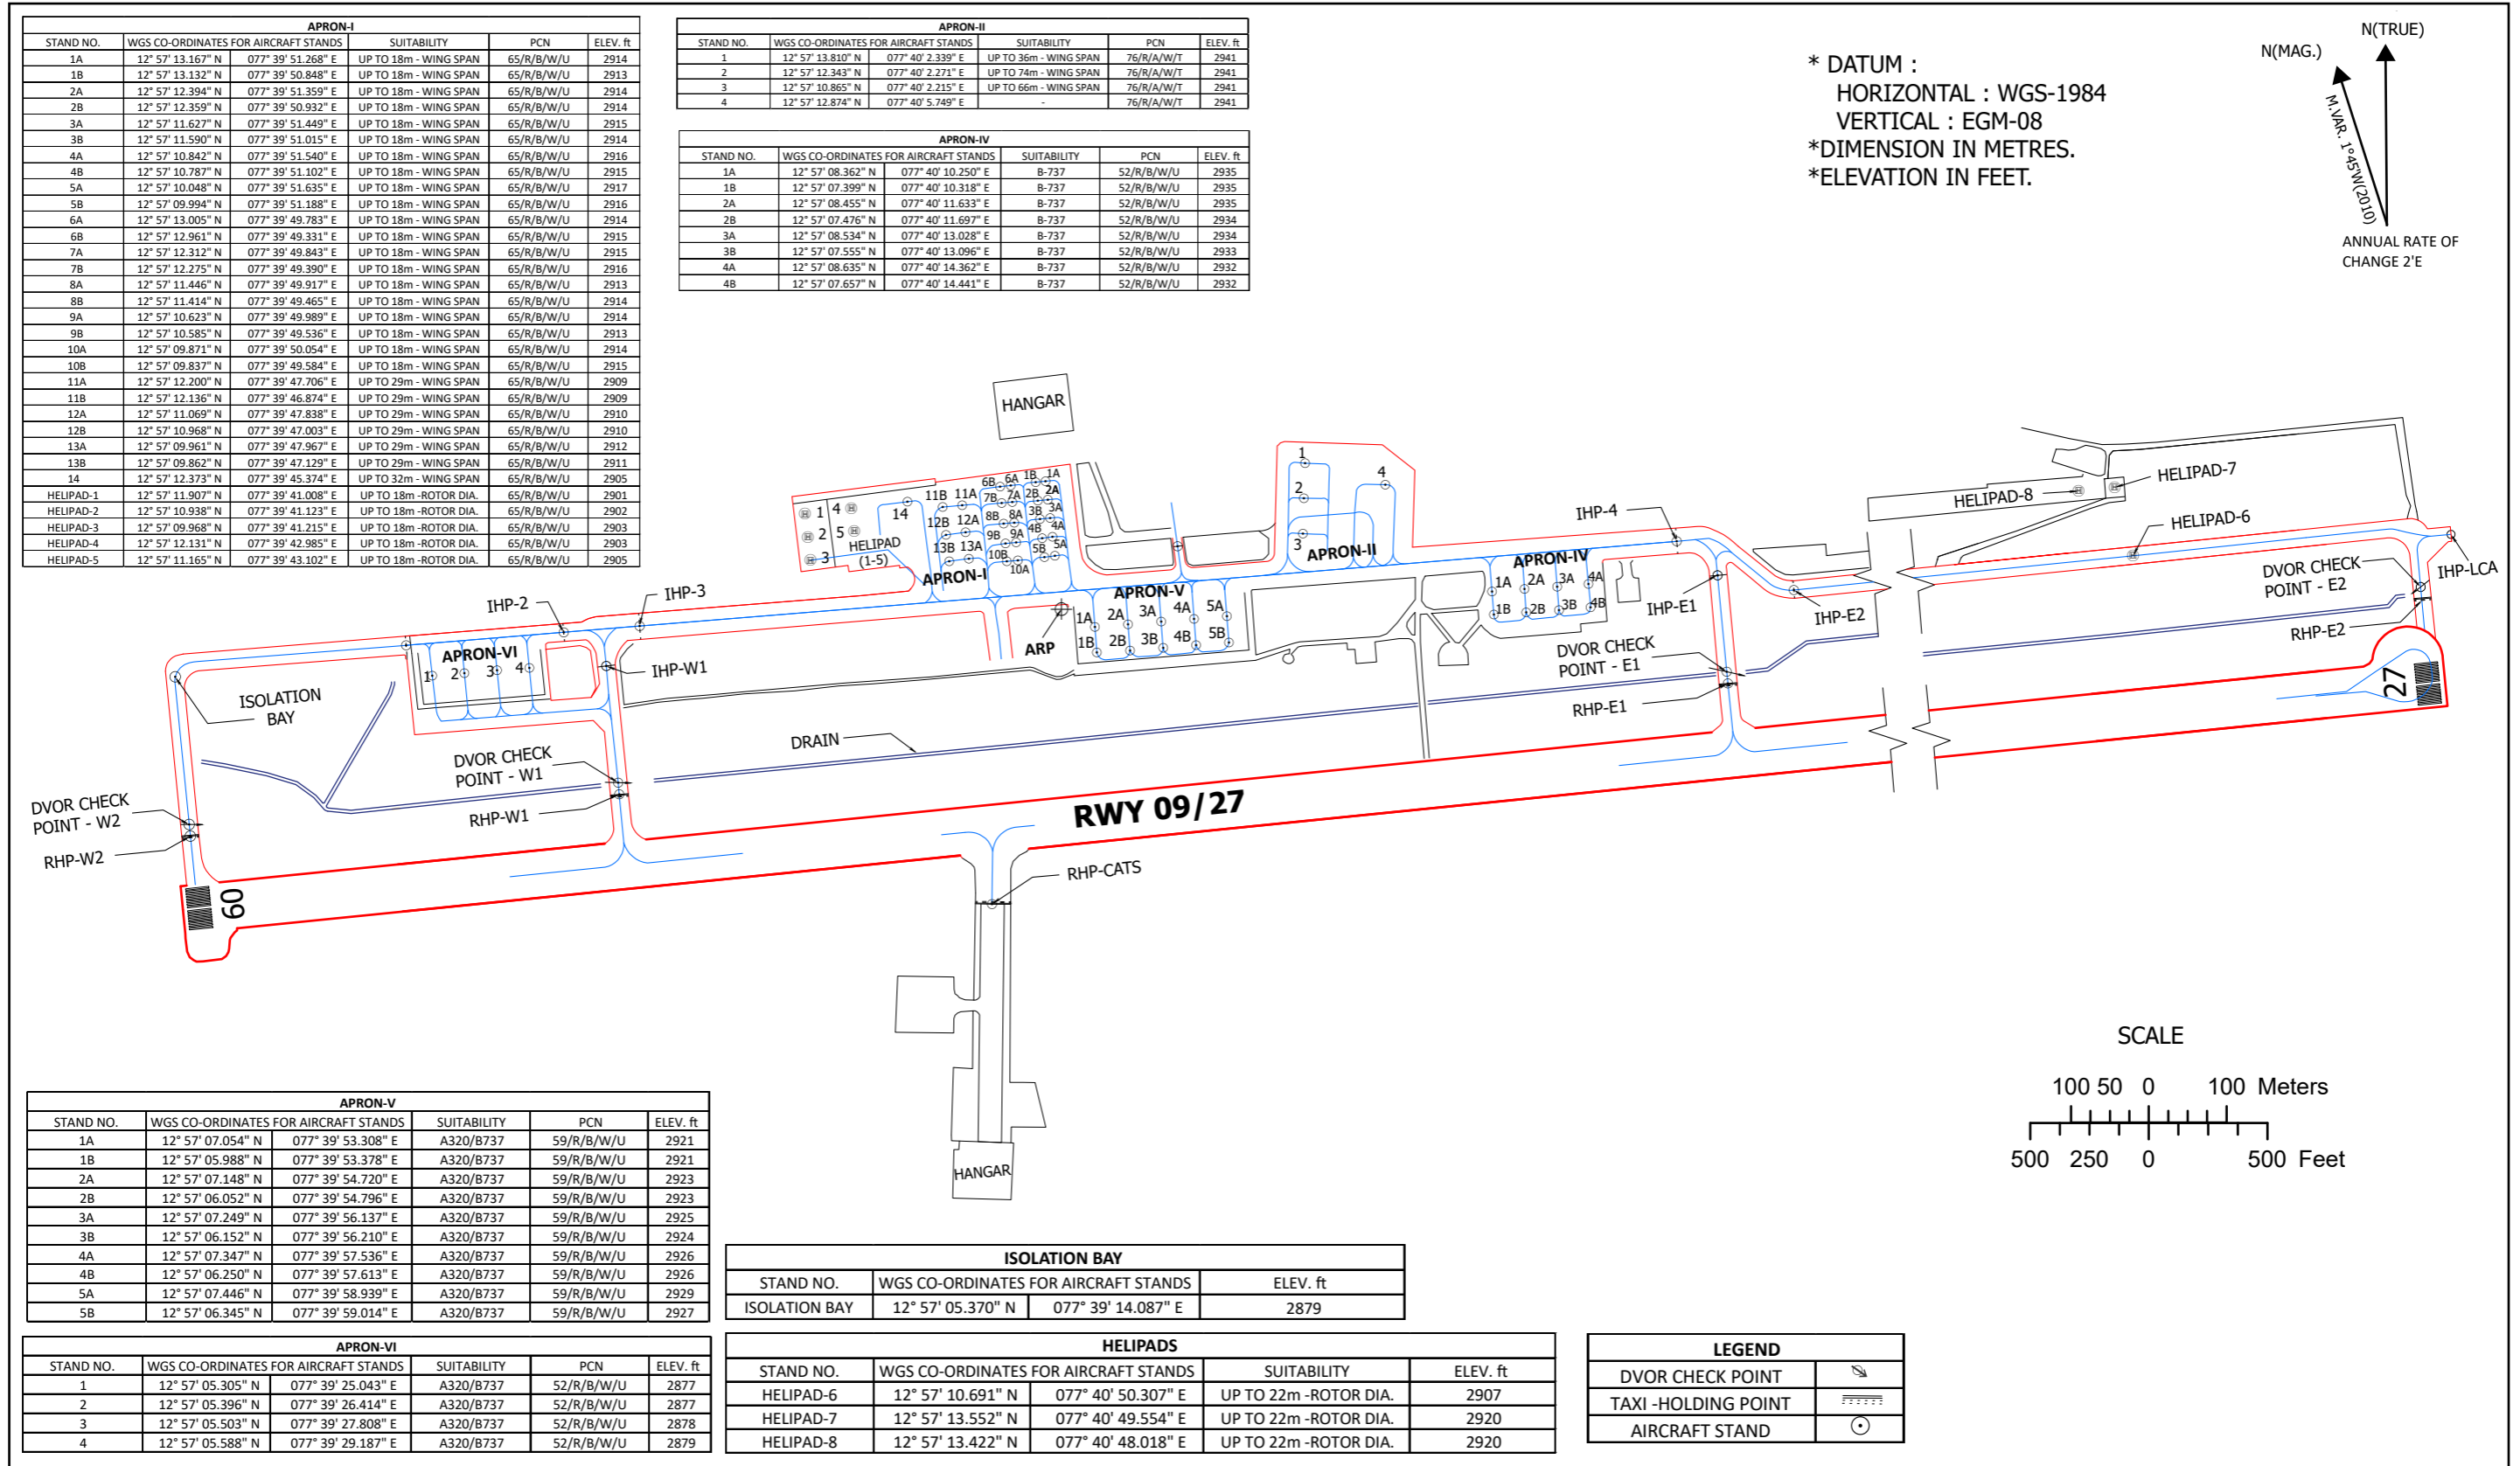 APRON-I
STAND NO. WGS CO-ORDINATES FOR AIRCRAFT STANDS SUITABILITY PCN ELEV. ft
1A 12° 57' 13.167" N 077° 39' 51.268" E UP TO 18m - WING SPAN 65/R/B/W/U 2914
1B 12° 57' 13.132" N 077° 39' 50.848" E UP TO 18m - WING SPAN 65/R/B/W/U 2913
2A 12° 57' 12.394" N 077° 39' 51.359" E UP TO 18m - WING SPAN 65/R/B/W/U 2914
2B 12° 57' 12.359" N 077° 39' 50.932" E UP TO 18m - WING SPAN 65/R/B/W/U 2914
3A 12° 57' 11.627" N 077° 39' 51.449" E UP TO 18m - WING SPAN 65/R/B/W/U 2915
3B 12° 57' 11.590" N 077° 39' 51.015" E UP TO 18m - WING SPAN 65/R/B/W/U 2914
4A 12° 57' 10.842" N 077° 39' 51.540" E UP TO 18m - WING SPAN 65/R/B/W/U 2916
4B 12° 57' 10.787" N 077° 39' 51.102" E UP TO 18m - WING SPAN 65/R/B/W/U 2915
5A 12° 57' 10.048" N 077° 39' 51.635" E UP TO 18m - WING SPAN 65/R/B/W/U 2917
5B 12° 57' 09.994" N 077° 39' 51.188" E UP TO 18m - WING SPAN 65/R/B/W/U 2916
6A 12° 57' 13.005" N 077° 39' 49.783" E UP TO 18m - WING SPAN 65/R/B/W/U 2914
6B 12° 57' 12.961" N 077° 39' 49.331" E UP TO 18m - WING SPAN 65/R/B/W/U 2915
7A 12° 57' 12.312" N 077° 39' 49.843" E UP TO 18m - WING SPAN 65/R/B/W/U 2915
7B 12° 57' 12.275" N 077° 39' 49.390" E UP TO 18m - WING SPAN 65/R/B/W/U 2916
8A 12° 57' 11.446" N 077° 39' 49.917" E UP TO 18m - WING SPAN 65/R/B/W/U 2913
8B 12° 57' 11.414" N 077° 39' 49.465" E UP TO 18m - WING SPAN 65/R/B/W/U 2914
9A 12° 57' 10.623" N 077° 39' 49.989" E UP TO 18m - WING SPAN 65/R/B/W/U 2914
9B 12° 57' 10.585" N 077° 39' 49.536" E UP TO 18m - WING SPAN 65/R/B/W/U 2913
10A 12° 57' 09.871" N 077° 39' 50.054" E UP TO 18m - WING SPAN 65/R/B/W/U 2914
10B 12° 57' 09.837" N 077° 39' 49.584" E UP TO 18m - WING SPAN 65/R/B/W/U 2915
11A 12° 57' 12.200" N 077° 39' 47.706" E UP TO 29m - WING SPAN 65/R/B/W/U 2909
11B 12° 57' 12.136" N 077° 39' 46.874" E UP TO 29m - WING SPAN 65/R/B/W/U 2909
12A 12° 57' 11.069" N 077° 39' 47.838" E UP TO 29m - WING SPAN 65/R/B/W/U 2910
12B 12° 57' 10.968" N 077° 39' 47.003" E UP TO 29m - WING SPAN 65/R/B/W/U 2910
13A 12° 57' 09.961" N 077° 39' 47.967" E UP TO 29m - WING SPAN 65/R/B/W/U 2912
13B 12° 57' 09.862" N 077° 39' 47.129" E UP TO 29m - WING SPAN 65/R/B/W/U 2911
14 12° 57' 12.373" N 077° 39' 45.374" E UP TO 32m - WING SPAN 65/R/B/W/U 2905
HELIPAD-1 12° 57' 11.907" N 077° 39' 41.008" E UP TO 18m -ROTOR DIA. 65/R/B/W/U 2901
HELIPAD-2 12° 57' 10.938" N 077° 39' 41.123" E UP TO 18m -ROTOR DIA. 65/R/B/W/U 2902
HELIPAD-3 12° 57' 09.968" N 077° 39' 41.215" E UP TO 18m -ROTOR DIA. 65/R/B/W/U 2903
HELIPAD-4 12° 57' 12.131" N 077° 39' 42.985" E UP TO 18m -ROTOR DIA. 65/R/B/W/U 2903
HELIPAD-5 12° 57' 11.165" N 077° 39' 43.102" E UP TO 18m -ROTOR DIA. 65/R/B/W/U 2905
APRON-II
STAND NO. WGS CO-ORDINATES FOR AIRCRAFT STANDS SUITABILITY PCN ELEV. ft
1 12° 57' 13.810" N 077° 40' 2.339" E UP TO 36m - WING SPAN 76/R/A/W/T 2941
2 12° 57' 12.343" N 077° 40' 2.271" E UP TO 74m - WING SPAN 76/R/A/W/T 2941
3 12° 57' 10.865" N 077° 40' 2.215" E UP TO 66m - WING SPAN 76/R/A/W/T 2941
4 12° 57' 12.874" N 077° 40' 5.749" E - 76/R/A/W/T 2941
APRON-IV
STAND NO. WGS CO-ORDINATES FOR AIRCRAFT STANDS SUITABILITY PCN ELEV. ft
1A 12° 57' 08.362" N 077° 40' 10.250" E B-737 52/R/B/W/U 2935
1B 12° 57' 07.399" N 077° 40' 10.318" E B-737 52/R/B/W/U 2935
2A 12° 57' 08.455" N 077° 40' 11.633" E B-737 52/R/B/W/U 2935
2B 12° 57' 07.476" N 077° 40' 11.697" E B-737 52/R/B/W/U 2934
3A 12° 57' 08.534" N 077° 40' 13.028" E B-737 52/R/B/W/U 2934
3B 12° 57' 07.555" N 077° 40' 13.096" E B-737 52/R/B/W/U 2933
4A 12° 57' 08.635" N 077° 40' 14.362" E B-737 52/R/B/W/U 2932
4B 12° 57' 07.657" N 077° 40' 14.441" E B-737 52/R/B/W/U 2932
* DATUM :
HORIZONTAL : WGS-1984
VERTICAL : EGM-08
*DIMENSION IN METRES.
*ELEVATION IN FEET.
N(TRUE)
N(MAG.)
M.VAR. 1°45'W(2010)
ANNUAL RATE OF
CHANGE 2'E
HANGAR
1 4
2 5
3
HELIPAD
(1-5)
14
11B 11A
12B 12A
13B 13A
6B 6A 1B 1A
7B 7A 2B 2A
8B 8A 3B 3A
9B 9A 4B 4A
10B 10A 5B 5A
APRON-I
1
2
3
4
APRON-II
APRON-IV
1A 2A 3A 4A
1B 2B 3B 4B
APRON-V
1A 2A 3A 4A 5A
1B 2B 3B 4B 5B
ARP
IHP-4
IHP-E1
IHP-E2
HELIPAD-8
HELIPAD-7
HELIPAD-6
DVOR CHECK
POINT - E2
IHP-LCA
RHP-E2
27
IHP-2
IHP-3
APRON-VI
1 2 3 4
IHP-W1
ISOLATION
BAY
DVOR CHECK
POINT - W1
RHP-W1
DVOR CHECK
POINT - W2
RHP-W2
09
DRAIN
DVOR CHECK
POINT - E1
RHP-E1
RWY 09/27
RHP-CATS
HANGAR
SCALE
100 50 0 100 Meters
500 250 0 500 Feet
APRON-V
STAND NO. WGS CO-ORDINATES FOR AIRCRAFT STANDS SUITABILITY PCN ELEV. ft
1A 12° 57' 07.054" N 077° 39' 53.308" E A320/B737 59/R/B/W/U 2921
1B 12° 57' 05.988" N 077° 39' 53.378" E A320/B737 59/R/B/W/U 2921
2A 12° 57' 07.148" N 077° 39' 54.720" E A320/B737 59/R/B/W/U 2923
2B 12° 57' 06.052" N 077° 39' 54.796" E A320/B737 59/R/B/W/U 2923
3A 12° 57' 07.249" N 077° 39' 56.137" E A320/B737 59/R/B/W/U 2925
3B 12° 57' 06.152" N 077° 39' 56.210" E A320/B737 59/R/B/W/U 2924
4A 12° 57' 07.347" N 077° 39' 57.536" E A320/B737 59/R/B/W/U 2926
4B 12° 57' 06.250" N 077° 39' 57.613" E A320/B737 59/R/B/W/U 2926
5A 12° 57' 07.446" N 077° 39' 58.939" E A320/B737 59/R/B/W/U 2929
5B 12° 57' 06.345" N 077° 39' 59.014" E A320/B737 59/R/B/W/U 2927
APRON-VI
STAND NO. WGS CO-ORDINATES FOR AIRCRAFT STANDS SUITABILITY PCN ELEV. ft
1 12° 57' 05.305" N 077° 39' 25.043" E A320/B737 52/R/B/W/U 2877
2 12° 57' 05.396" N 077° 39' 26.414" E A320/B737 52/R/B/W/U 2877
3 12° 57' 05.503" N 077° 39' 27.808" E A320/B737 52/R/B/W/U 2878
4 12° 57' 05.588" N 077° 39' 29.187" E A320/B737 52/R/B/W/U 2879
ISOLATION BAY
STAND NO. WGS CO-ORDINATES FOR AIRCRAFT STANDS ELEV. ft
ISOLATION BAY 12° 57' 05.370" N 077° 39' 14.087" E 2879
HELIPADS
STAND NO. WGS CO-ORDINATES FOR AIRCRAFT STANDS SUITABILITY ELEV. ft
HELIPAD-6 12° 57' 10.691" N 077° 40' 50.307" E UP TO 22m -ROTOR DIA. 2907
HELIPAD-7 12° 57' 13.552" N 077° 40' 49.554" E UP TO 22m -ROTOR DIA. 2920
HELIPAD-8 12° 57' 13.422" N 077° 40' 48.018" E UP TO 22m -ROTOR DIA. 2920
LEGEND
DVOR CHECK POINT
TAXI -HOLDING POINT
AIRCRAFT STAND